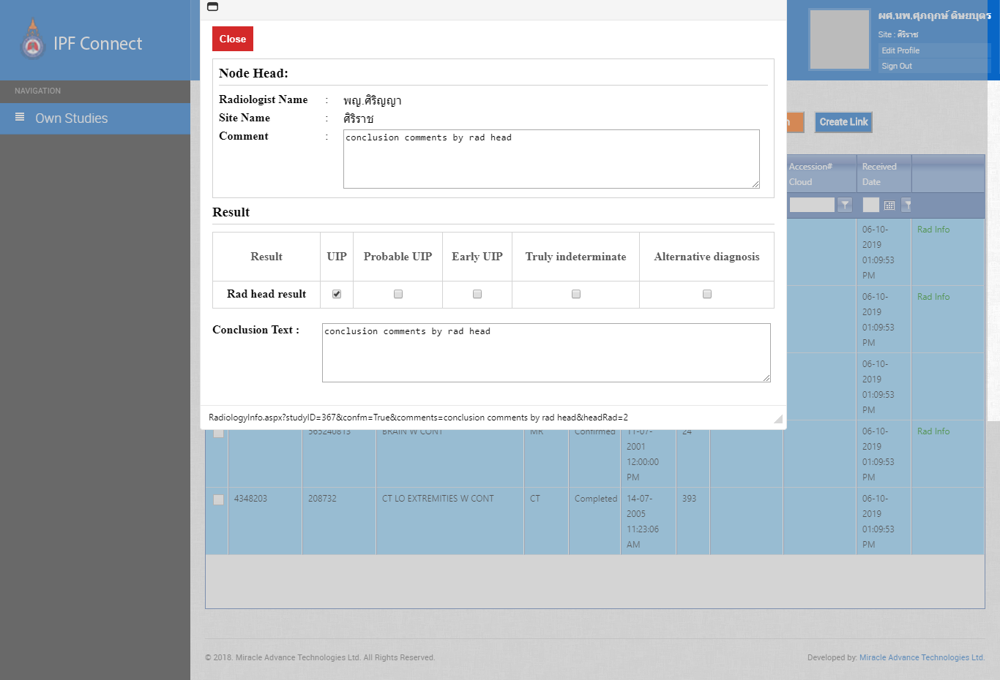 IPF Connect
NAVIGATION
Own Studies
ผศ.นพ.ศุภฤกษ์ ดิษยบุตร
Site : ศิริราช
Edit Profile
Sign Out
Create Link
Close
Node Head:
Radiologist Name : พญ.ศิริญญา
Site Name : ศิริราช
Comment : conclusion comments by rad head
Result
Result UIP Probable UIP Early UIP Truly indeterminate Alternative diagnosis
Rad head result
Conclusion Text : conclusion comments by rad head
RadiologyInfo.aspx?studyID=367&confm=True&comments=conclusion comments by rad head&headRad=2
Accession# Cloud Received Date
06-10-2019 01:09:53 PM Rad Info
06-10-2019 01:09:53 PM Rad Info
06-10-2019 01:09:53 PM
565240813 BRAIN W CONT MR Confirmed 11-07-2001 12:00:00 PM 24 06-10-2019 01:09:53 PM Rad Info
4348203 208732 CT LO EXTREMITIES W CONT CT Completed 14-07-2005 11:23:06 AM 393 06-10-2019 01:09:53 PM
© 2018. Miracle Advance Technologies Ltd. All Rights Reserved.
Developed by: Miracle Advance Technologies Ltd.